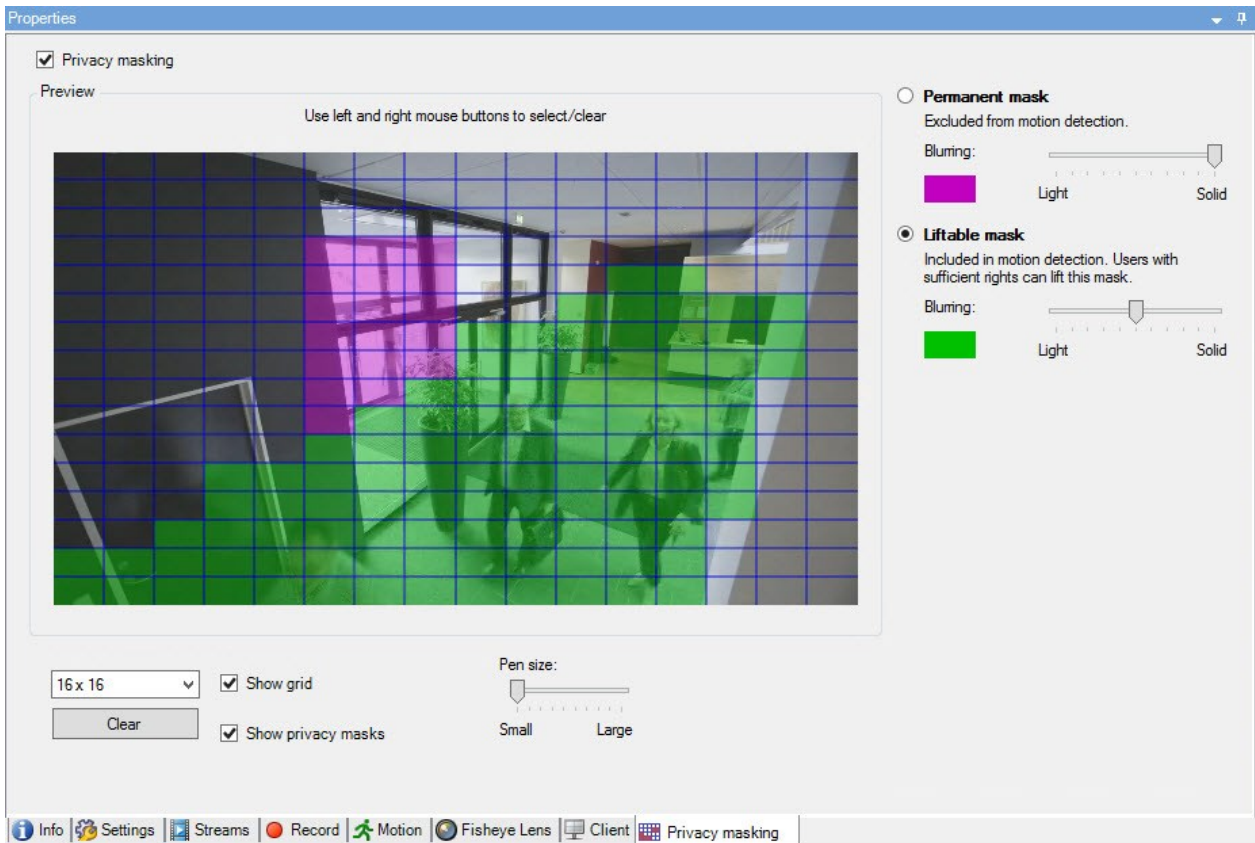 Properties
Privacy masking
Preview
Use left and right mouse buttons to select/clear
Permanent mask
Excluded from motion detection.
Blurring:
Light Solid
Liftable mask
Included in motion detection. Users with
sufficient rights can lift this mask.
Blurring:
Light Solid
16 x 16
Show grid
Pen size:
Clear
Show privacy masks
Small Large
Info Settings Streams Record Motion Fisheye Lens Client Privacy masking